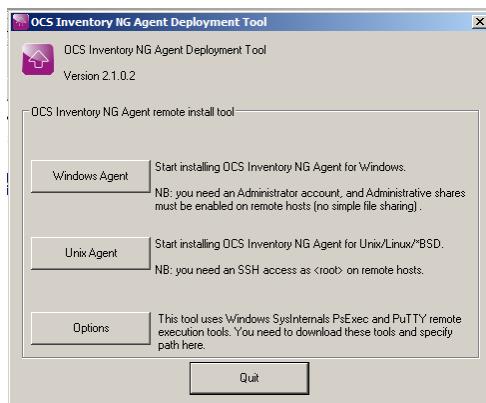 OCS Inventory NG Agent Deployment Tool
OCS Inventory NG Agent Deployment Tool
Version 2.1.0.2
OCS Inventory NG Agent remote install tool
Windows Agent
Start installing OCS Inventory NG Agent for Windows.
NB: you need an Administrator account, and Administrative shares
must be enabled on remote hosts (no simple file sharing) .
Unix Agent
Start installing OCS Inventory NG Agent for Unix/Linux/*BSD.
NB: you need an SSH access as <root> on remote hosts.
Options
This tool uses Windows SysInternals PsExec and PuTTY remote
execution tools. You need to download these tools and specify
path here.
Quit